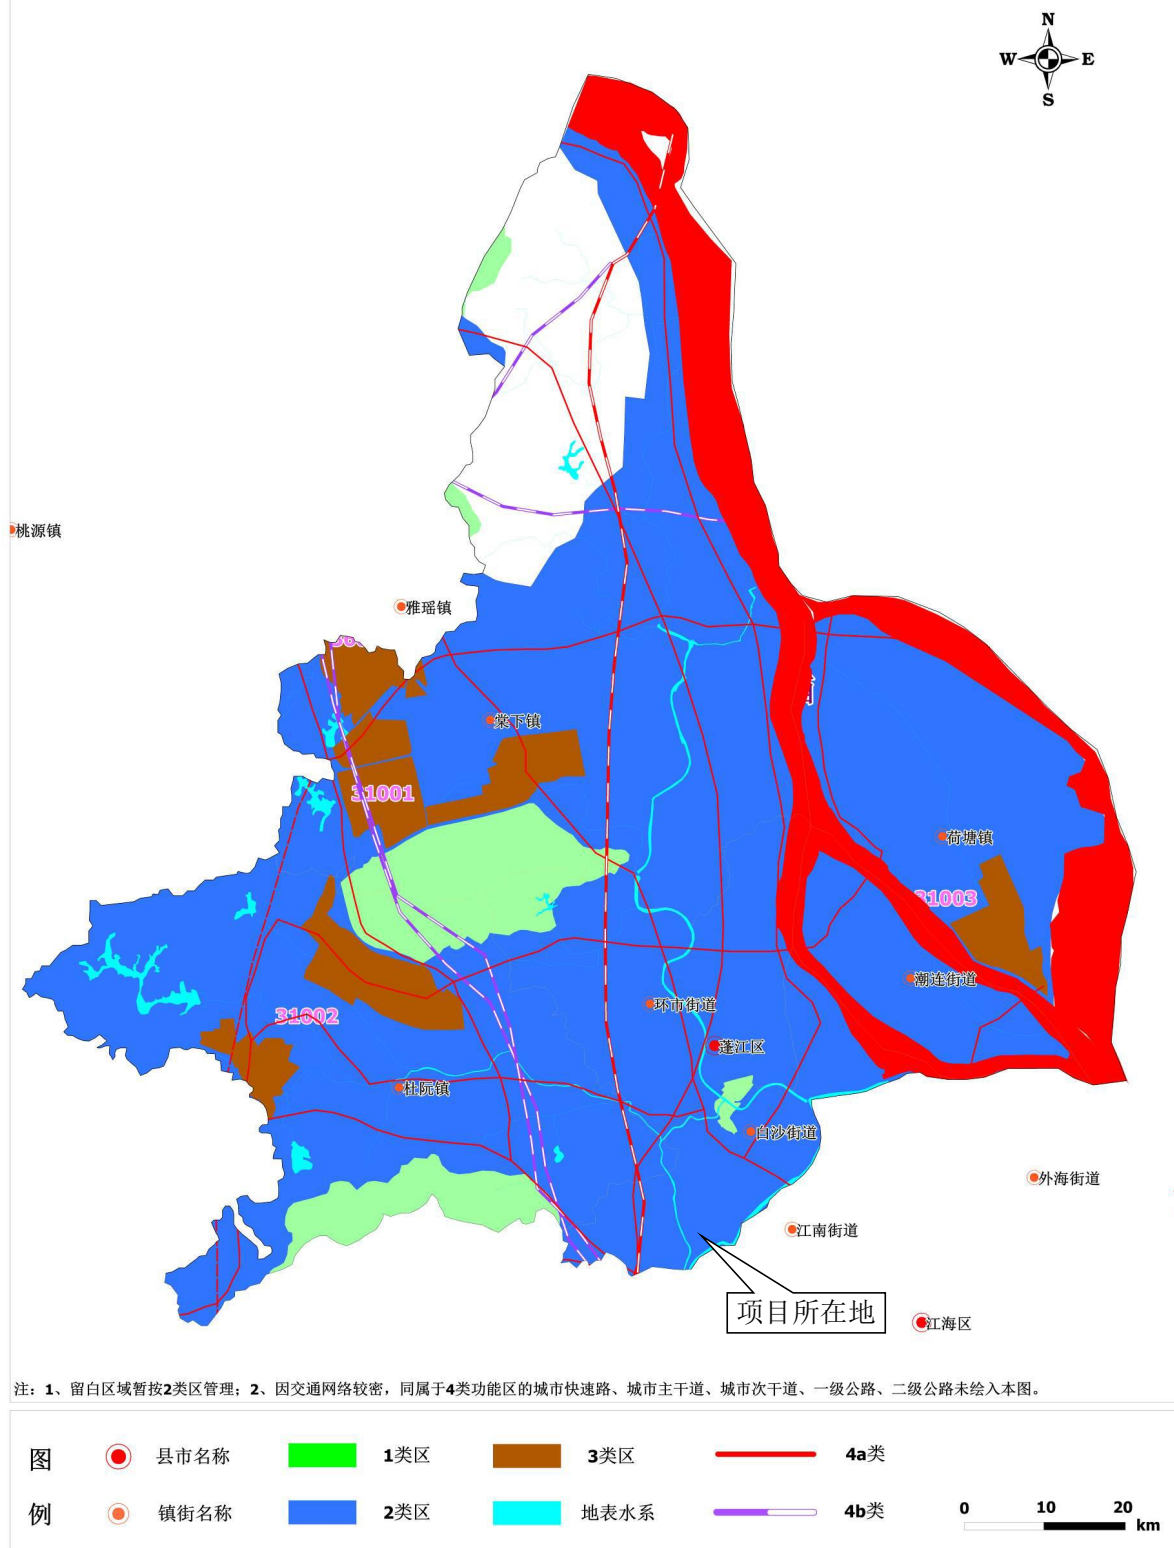 N
W E
S
桃源镇
雅瑶镇
棠下镇
31001
荷塘镇
31003
潮连街道
环市街道
31002
蓬江区
杜阮镇
白沙街道
外海街道
江南街道
项目所在地
江海区
注：1、留白区域暂按2类区管理；2、因交通网络较密，同属于4类功能区的城市快速路、城市主干道、城市次干道、一级公路、二级公路未绘入本图。
图 县市名称 1类区 3类区 4a类
例 镇街名称 2类区 地表水系 4b类
0 10 20
km